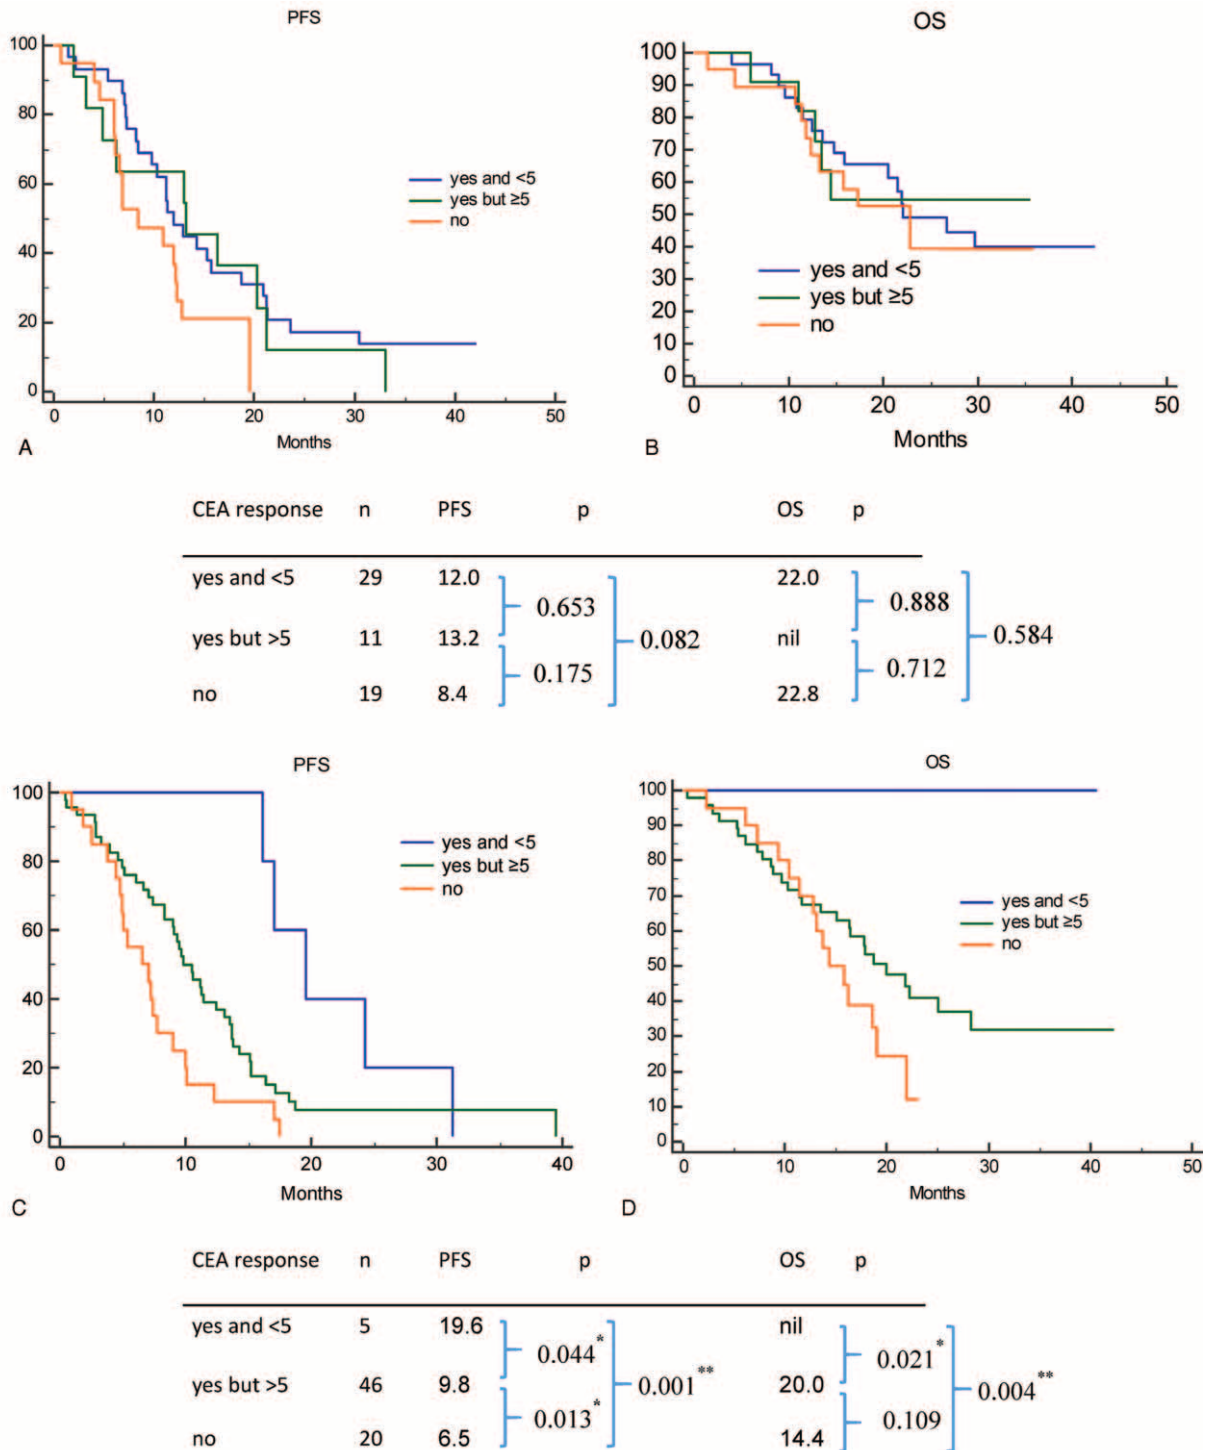 PFS
100
80
60
40
20
0
yes and <5
yes but ≥5
no
0 10 20 30 40 50
Months
A
OS
100
90
80
70
60
50
40
30
20
10
0
yes and <5
yes but ≥5
no
0 10 20 30 40 50
Months
B
CEA response n PFS p OS p
yes and <5 29 12.0 22.0
0.653 0.888
yes but >5 11 13.2 0.082 nil 0.584
0.175 0.712
no 19 8.4 22.8
PFS
100
80
60
40
20
0
yes and <5
yes but ≥5
no
0 10 20 30 40
Months
C
OS
100
90
80
70
60
50
40
30
20
10
0
yes and <5
yes but ≥5
no
0 10 20 30 40 50
Months
D
CEA response n PFS p OS p
yes and <5 5 19.6 nil
0.044* 0.021*
yes but >5 46 9.8 0.001** 20.0 0.004**
0.013* 0.109
no 20 6.5 14.4